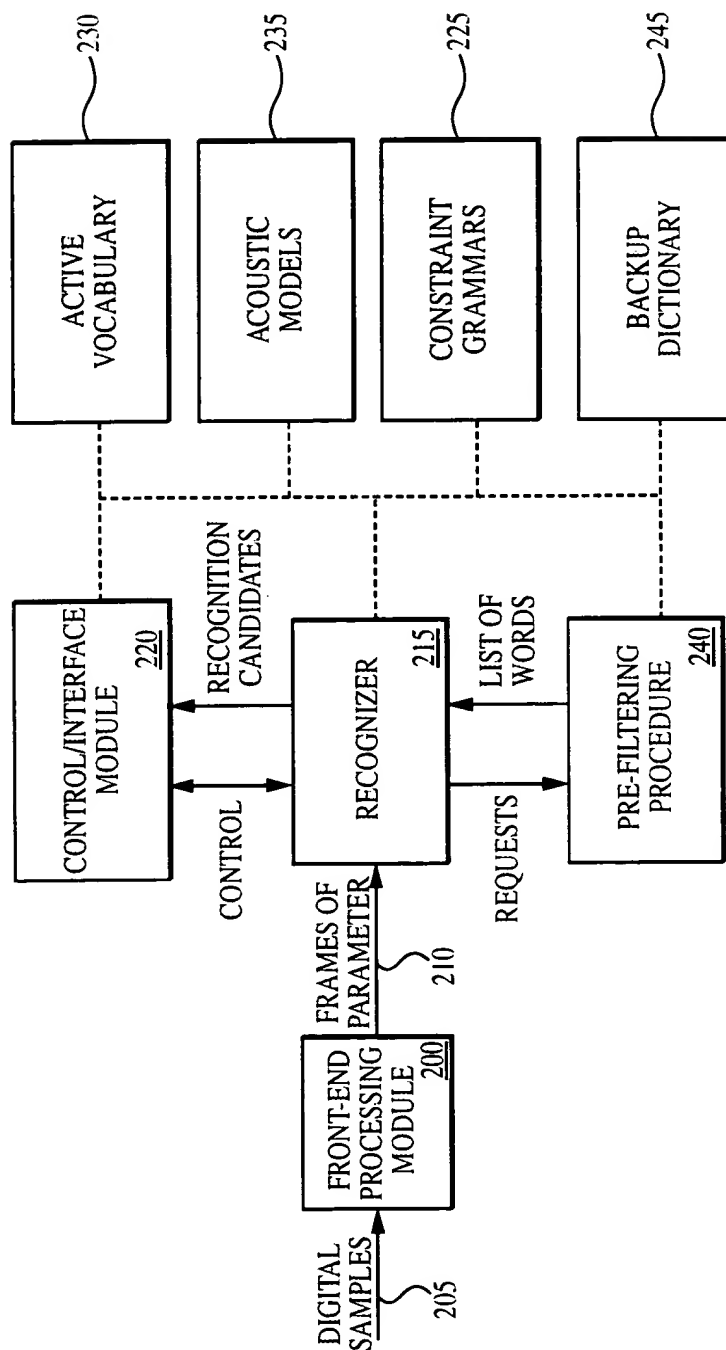 DIGITAL
SAMPLES
205
FRONT-END
PROCESSING
MODULE
200
FRAMES OF
PARAMETER
210
CONTROL/INTERFACE
MODULE
220
CONTROL
RECOGNITION
CANDIDATES
RECOGNIZER
215
REQUESTS
LIST OF
WORDS
PRE-FILTERING
PROCEDURE
240
ACTIVE
VOCABULARY
230
ACOUSTIC
MODELS
235
CONSTRAINT
GRAMMARS
225
BACKUP
DICTIONARY
245